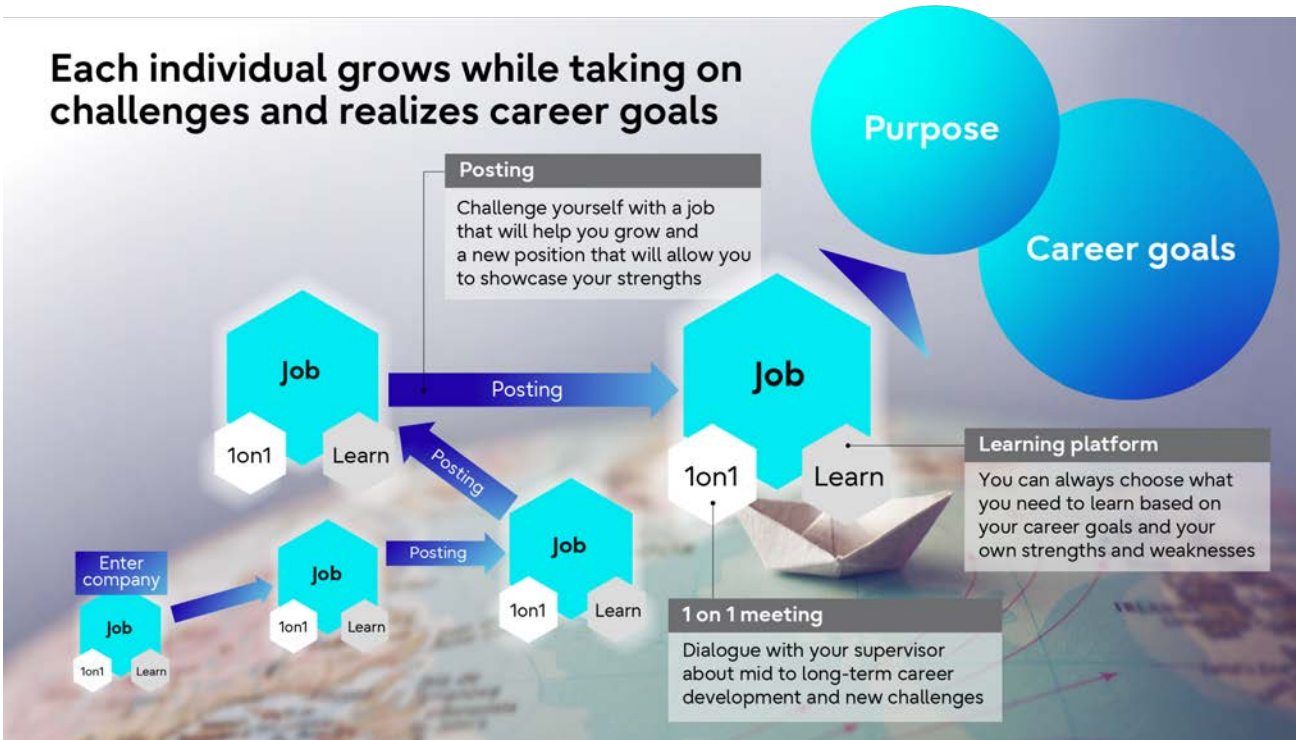 Each individual grows while taking on
challenges and realizes career goals
Purpose
Career goals
Posting
Challenge yourself with a job
that will help you grow and
a new position that will allow you
to showcase your strengths
Job
1on1
Learn
Posting
Job
1on1
Learn
Learning platform
You can always choose what
you need to learn based on
your career goals and your
own strengths and weaknesses
Posting
Job
1on1
Learn
Posting
Job
1on1
Learn
Enter
company
Job
1on1
Learn
1 on 1 meeting
Dialogue with your supervisor
about mid to long-term career
development and new challenges